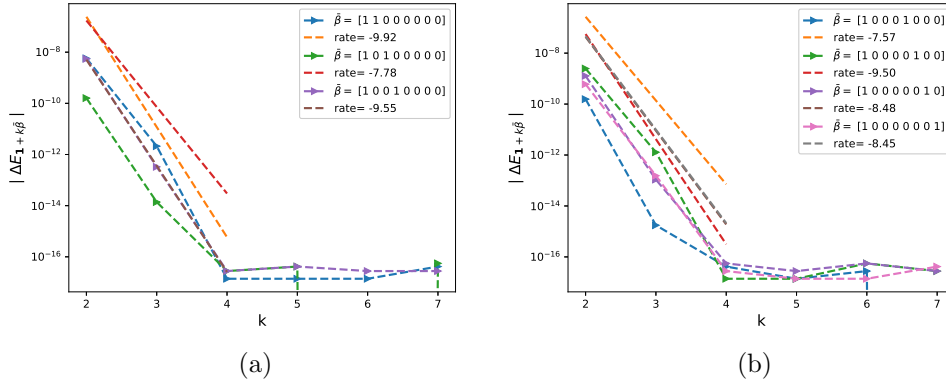 β̄ = [1 1 0 0 0 0 0 0]
rate= -9.92
β̄ = [1 0 1 0 0 0 0 0]
rate= -7.78
β̄ = [1 0 0 1 0 0 0 0]
rate= -9.55
10⁻⁸
10⁻¹⁰
10⁻¹²
10⁻¹⁴
10⁻¹⁶
| ΔE₁ ₊ ₖβ̄ |
2 3 4 5 6 7
k
(a)
β̄ = [1 0 0 0 1 0 0 0]
rate= -7.57
β̄ = [1 0 0 0 0 1 0 0]
rate= -9.50
β̄ = [1 0 0 0 0 0 1 0]
rate= -8.48
β̄ = [1 0 0 0 0 0 0 1]
rate= -8.45
10⁻⁸
10⁻¹⁰
10⁻¹²
10⁻¹⁴
10⁻¹⁶
| ΔE₁ ₊ ₖβ̄ |
2 3 4 5 6 7
k
(b)